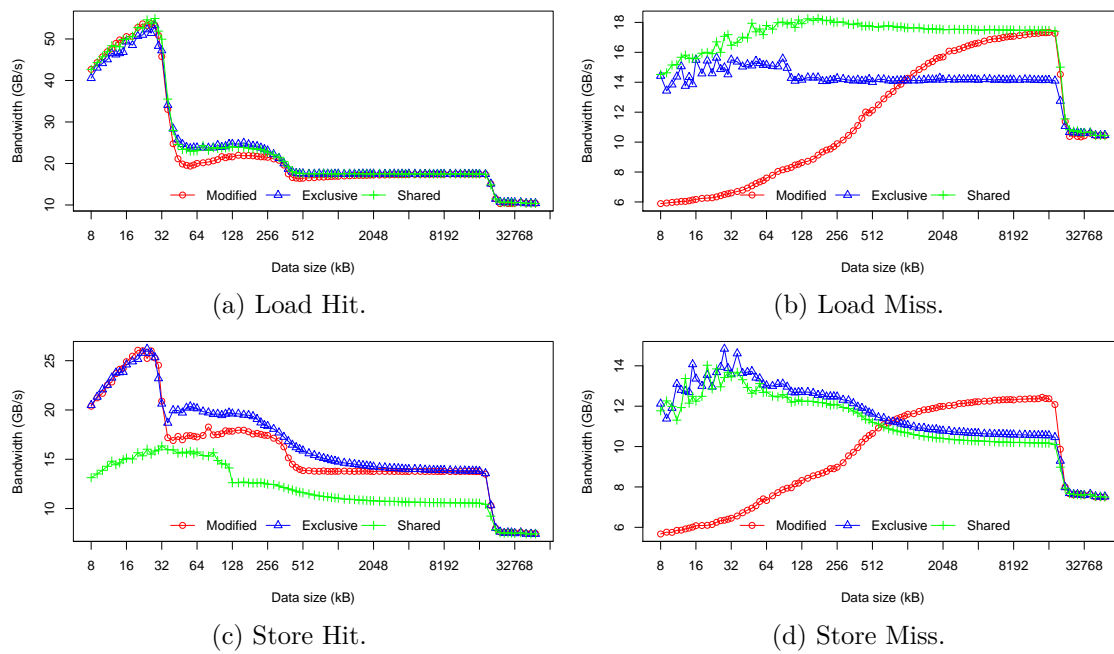 Bandwidth (GB/s)
50
40
30
20
10
Modified Exclusive Shared
8 16 32 64 128 256 512 2048 8192 32768
Data size (kB)
(a) Load Hit.
Bandwidth (GB/s)
18
16
14
12
10
8
6
Modified Exclusive Shared
8 16 32 64 128 256 512 2048 8192 32768
Data size (kB)
(b) Load Miss.
Bandwidth (GB/s)
25
20
15
10
Modified Exclusive Shared
8 16 32 64 128 256 512 2048 8192 32768
Data size (kB)
(c) Store Hit.
Bandwidth (GB/s)
14
12
10
8
6
Modified Exclusive Shared
8 16 32 64 128 256 512 2048 8192 32768
Data size (kB)
(d) Store Miss.